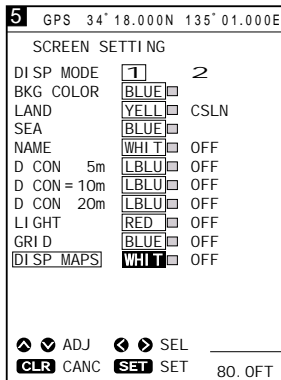 5 GPS 34°18.000N 135°01.000E
SCREEN SETTING
DISP MODE 1 2
BKG COLOR BLUE
LAND YELL CSLN
SEA BLUE
NAME WHIT OFF
D CON 5m LBLU OFF
D CON=10m LBLU OFF
D CON 20m LBLU OFF
LIGHT RED OFF
GRID BLUE OFF
DISP MAPS WHIT OFF
ADJ SEL
CLR CANC SET SET 80.0FT